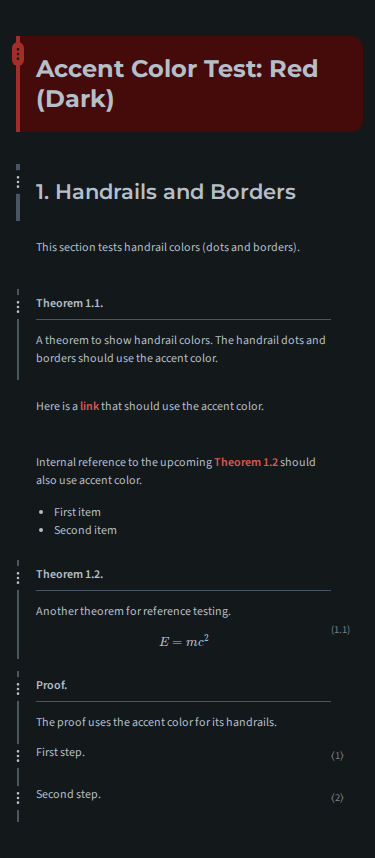 Accent Color Test: Red
(Dark)
1. Handrails and Borders
This section tests handrail colors (dots and borders).
Theorem 1.1.
A theorem to show handrail colors. The handrail dots and
borders should use the accent color.
Here is a link that should use the accent color.
Internal reference to the upcoming Theorem 1.2 should
also use accent color.
• First item
• Second item
Theorem 1.2.
Another theorem for reference testing.
E = mc² (1.1)
Proof.
The proof uses the accent color for its handrails.
First step. (1)
Second step. (2)